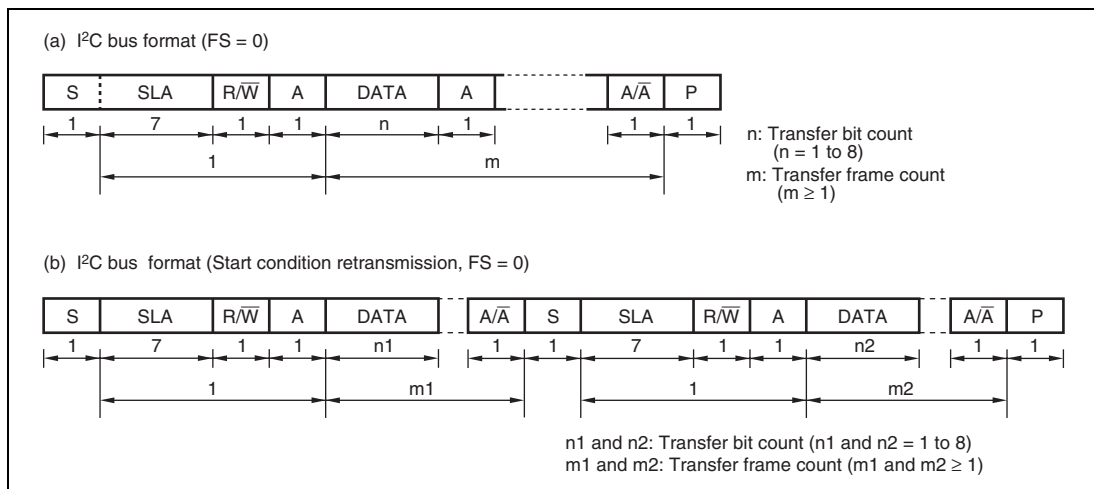 (a) I²C bus format (FS = 0)
S SLA R/W̅ A DATA A A/A̅ P
1 7 1 1 n 1 1 1
1 m
n: Transfer bit count
(n = 1 to 8)
m: Transfer frame count
(m ≥ 1)
(b) I²C bus format (Start condition retransmission, FS = 0)
S SLA R/W̅ A DATA A/A̅ S SLA R/W̅ A DATA A/A̅ P
1 7 1 1 n1 1 1 7 1 1 n2 1 1
1 m1 1 m2
n1 and n2: Transfer bit count (n1 and n2 = 1 to 8)
m1 and m2: Transfer frame count (m1 and m2 ≥ 1)